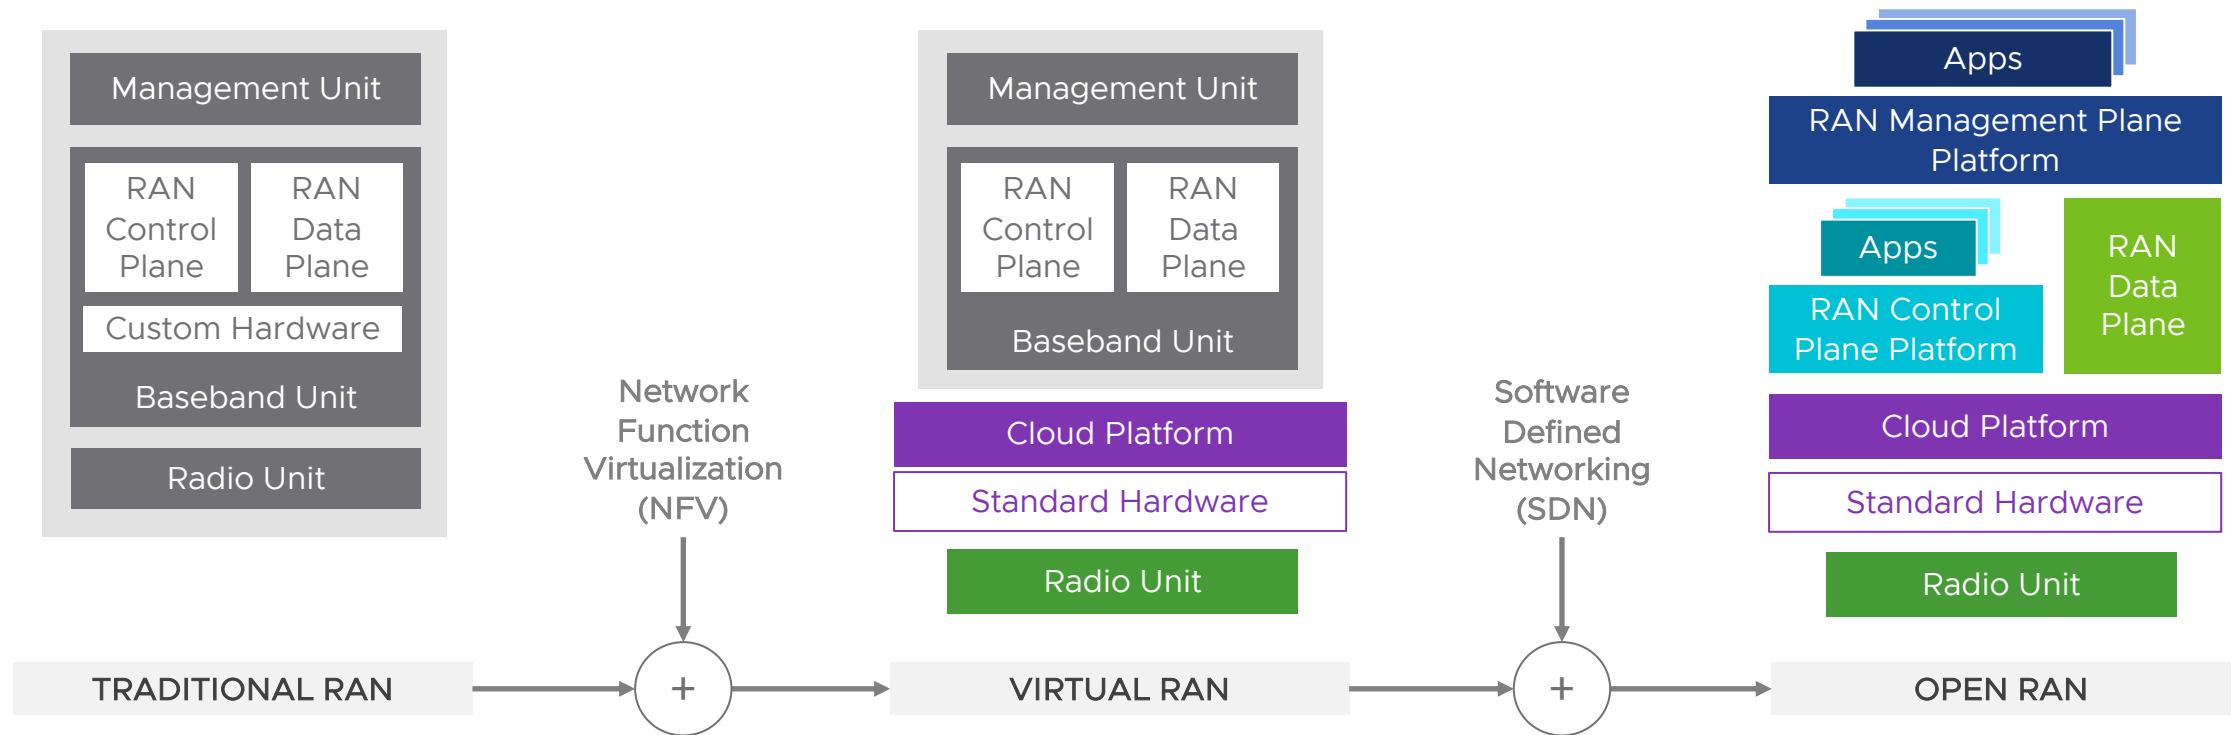 Management Unit
RAN
Control
Plane
RAN
Data
Plane
Custom Hardware
Baseband Unit
Radio Unit
TRADITIONAL RAN
Network
Function
Virtualization
(NFV)
+
Management Unit
RAN
Control
Plane
RAN
Data
Plane
Baseband Unit
Cloud Platform
Standard Hardware
Radio Unit
VIRTUAL RAN
Software
Defined
Networking
(SDN)
+
Apps
RAN Management Plane
Platform
Apps
RAN Control
Plane Platform
RAN
Data
Plane
Cloud Platform
Standard Hardware
Radio Unit
OPEN RAN